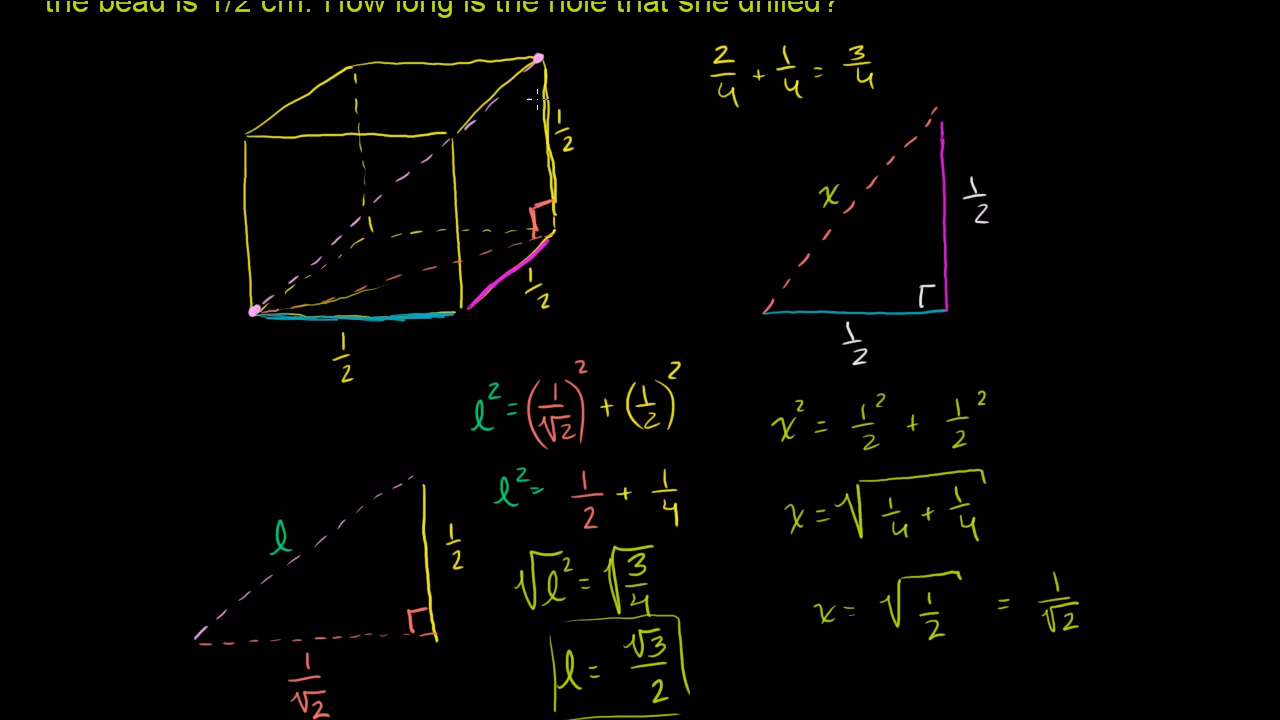 the bead is 1/2 cm. How long is the hole that she drilled?
2/4 + 1/4 = 3/4
1/2
1/2
1/2
x
1/2
1/2
l² = (1/√2)² + (1/2)²
l² = 1/2 + 1/4
√l² = √3/4
l = √3/2
x² = 1/2² + 1/2²
x = √1/4 + 1/4
x = √1/2 = 1/√2
l
1/2
1/√2